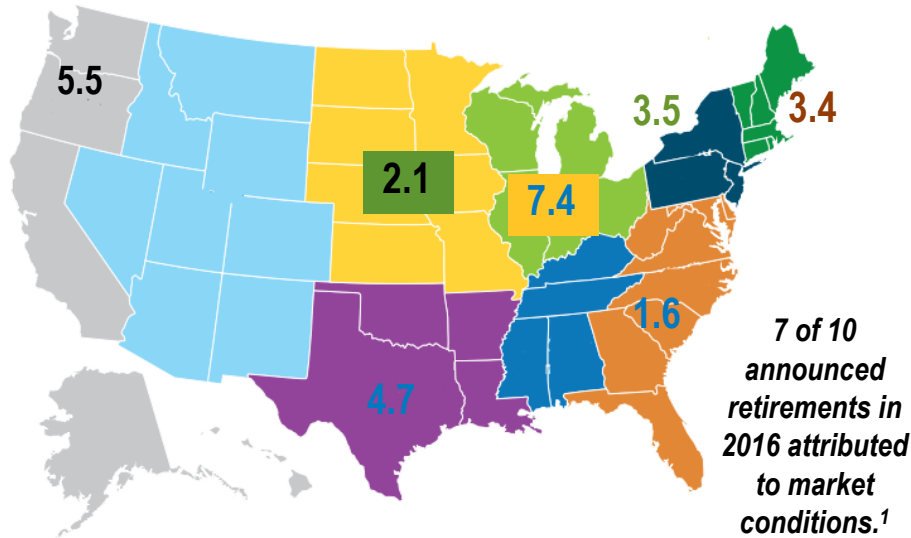 5.5
3.5
3.4
2.1
7.4
1.6
4.7
7 of 10
announced
retirements in
2016 attributed
to market
conditions.¹